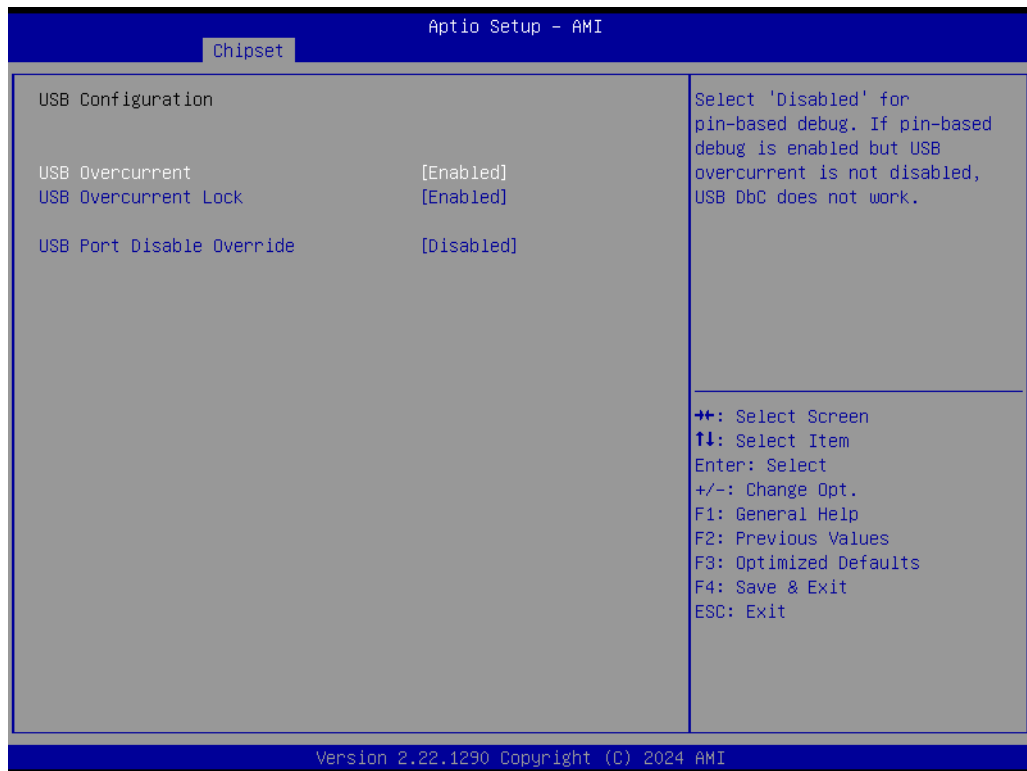 Aptio Setup – AMI
Chipset
USB Configuration
USB Overcurrent [Enabled]
USB Overcurrent Lock [Enabled]
USB Port Disable Override [Disabled]
Select 'Disabled' for
pin-based debug. If pin-based
debug is enabled but USB
overcurrent is not disabled,
USB DbC does not work.
→←: Select Screen
↑↓: Select Item
Enter: Select
+/-: Change Opt.
F1: General Help
F2: Previous Values
F3: Optimized Defaults
F4: Save & Exit
ESC: Exit
Version 2.22.1290 Copyright (C) 2024 AMI